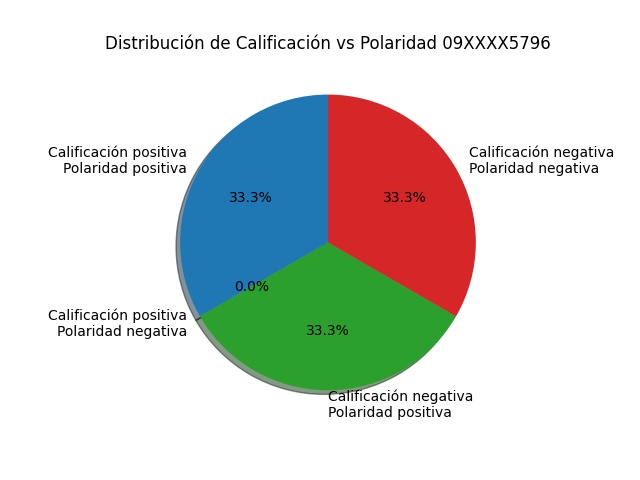 Distribución de Calificación vs Polaridad 09XXXX5796
Calificación positiva
Polaridad positiva
Calificación negativa
Polaridad negativa
33.3%
33.3%
0.0%
Calificación positiva
Polaridad negativa
33.3%
Calificación negativa
Polaridad positiva